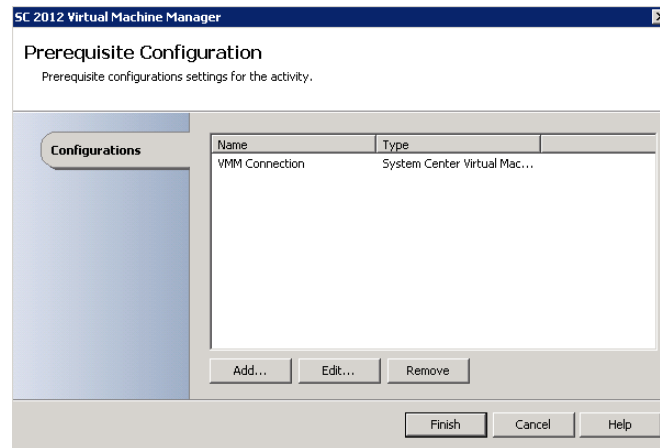 SC 2012 Virtual Machine Manager
Prerequisite Configuration
Prerequisite configurations settings for the activity.
Configurations
Name Type
VMM Connection System Center Virtual Mac...
Add... Edit... Remove
Finish Cancel Help